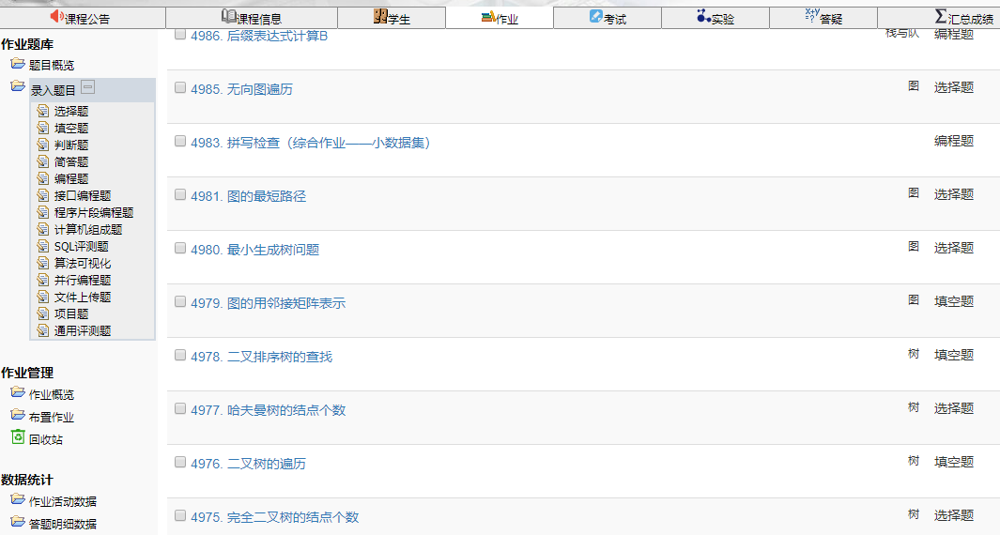 课程公告 课程信息 学生 作业 考试 实验 答疑 汇总成绩
作业题库
题目概览
录入题目
选择题
填空题
判断题
简答题
编程题
接口编程题
程序片段编程题
计算机组成题
SQL评测题
算法可视化
并行编程题
文件上传题
项目题
通用评测题
作业管理
作业概览
布置作业
回收站
数据统计
作业活动数据
答题明细数据
4986. 后缀表达式计算B 栈与队 编程题
4985. 无向图遍历 图 选择题
4983. 拼写检查（综合作业——小数据集） 编程题
4981. 图的最短路径 图 选择题
4980. 最小生成树问题 图 选择题
4979. 图的用邻接矩阵表示 图 填空题
4978. 二叉排序树的查找 树 填空题
4977. 哈夫曼树的结点个数 树 选择题
4976. 二叉树的遍历 树 填空题
4975. 完全二叉树的结点个数 树 选择题